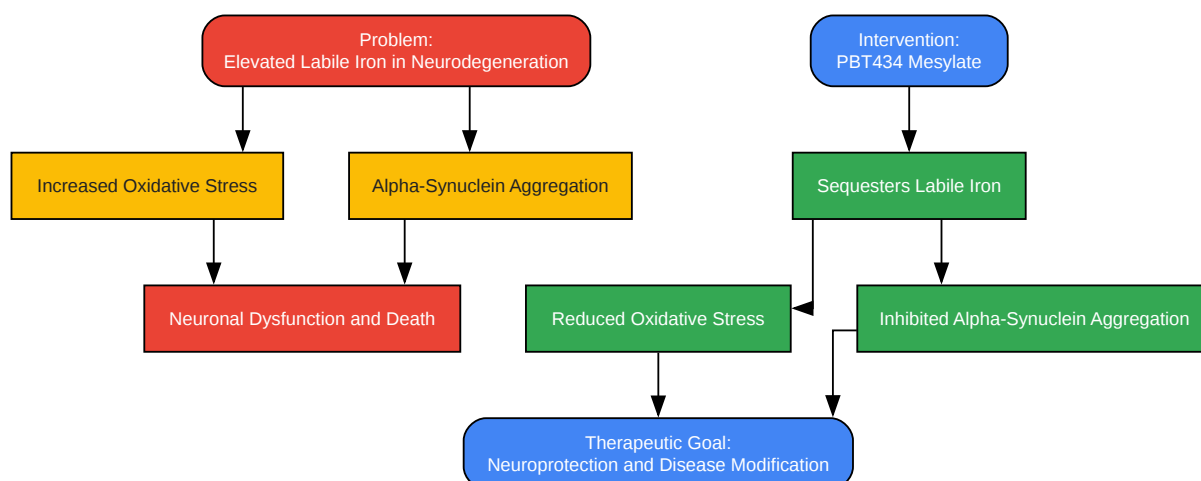 Problem:
Elevated Labile Iron in Neurodegeneration
Intervention:
PBT434 Mesylate
Increased Oxidative Stress
Alpha-Synuclein Aggregation
Sequesters Labile Iron
Neuronal Dysfunction and Death
Reduced Oxidative Stress
Inhibited Alpha-Synuclein Aggregation
Therapeutic Goal:
Neuroprotection and Disease Modification